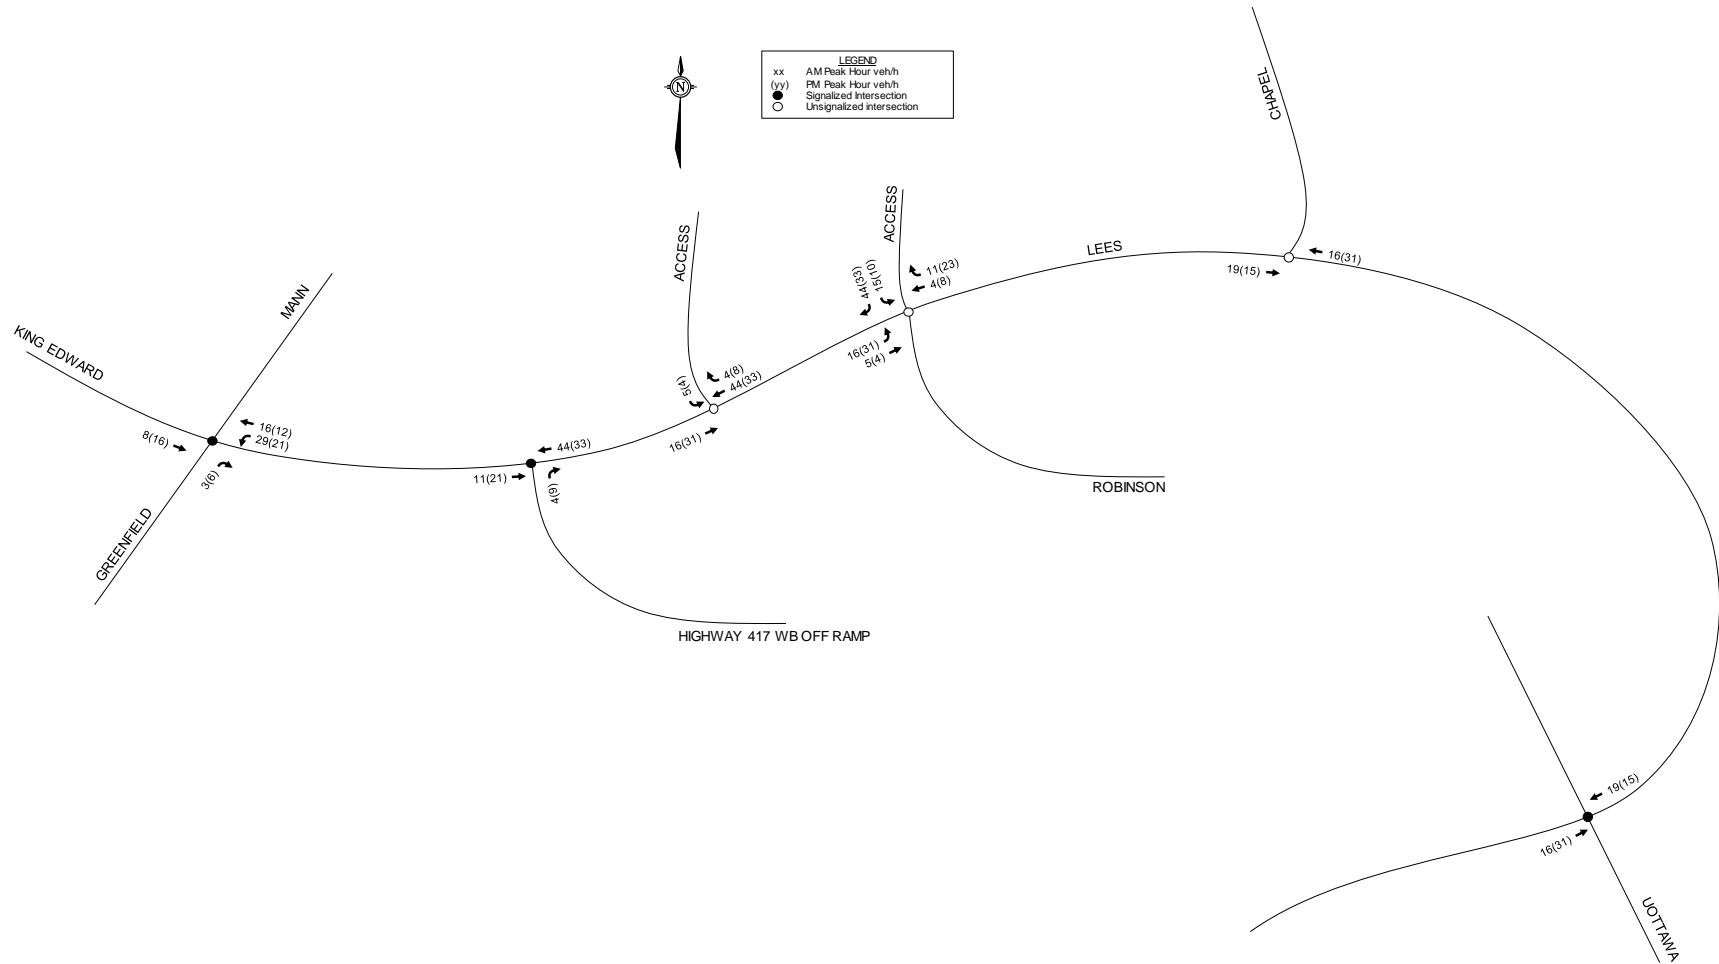 CHAPEL
N
LEGEND
xx AM Peak Hour veh/h
(yy) PM Peak Hour veh/h
Signalized Intersection
Unsignalized intersection
ACCESS
ACCESS
LEES
16(31)
19(15)
44(33)
15(10)
11(23)
4(8)
16(31)
5(4)
MANN
KING EDWARD
5(4)
4(8)
44(33)
16(31)
8(16)
16(12)
29(21)
3(6)
44(33)
11(21)
4(9)
ROBINSON
GREENFIELD
HIGHWAY 417 WB OFF RAMP
19(15)
16(31)
UOTTAWA